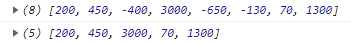 ▶ (8) [200, 450, -400, 3000, -650, -130, 70, 1300]
▶ (5) [200, 450, 3000, 70, 1300]